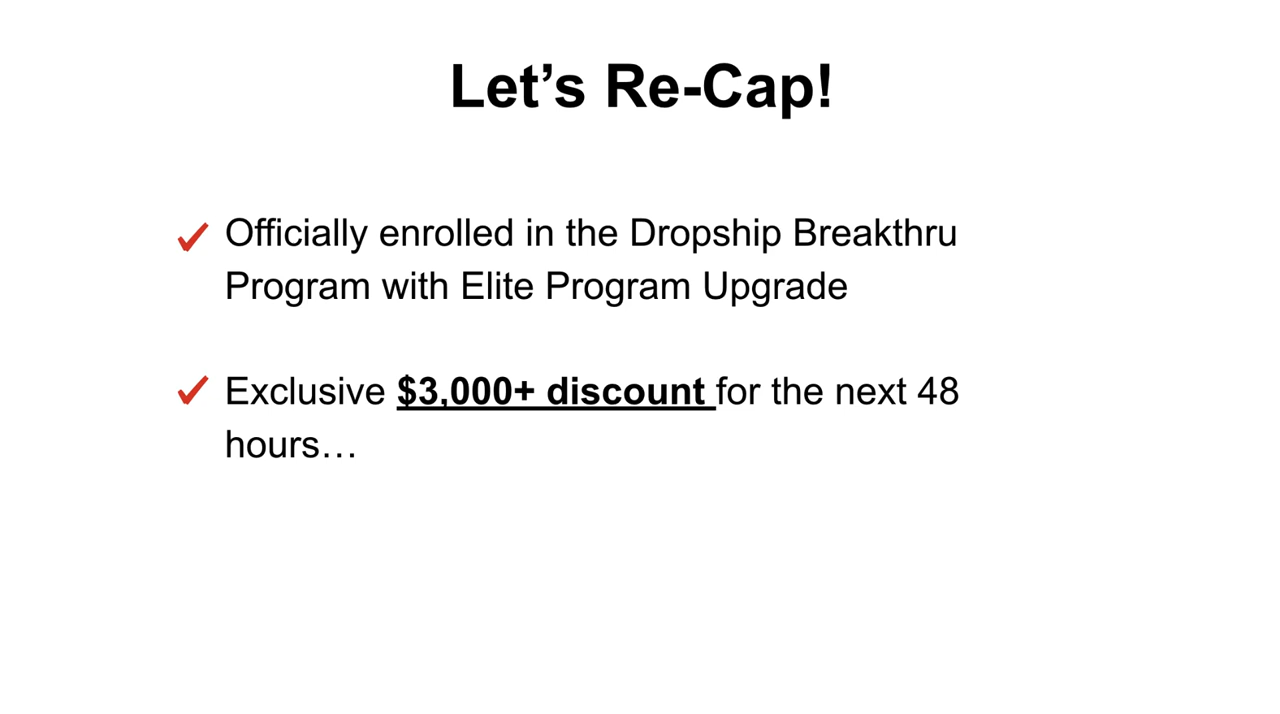 Let’s Re-Cap!
Officially enrolled in the Dropship Breakthru
Program with Elite Program Upgrade
Exclusive $3,000+ discount for the next 48
hours…